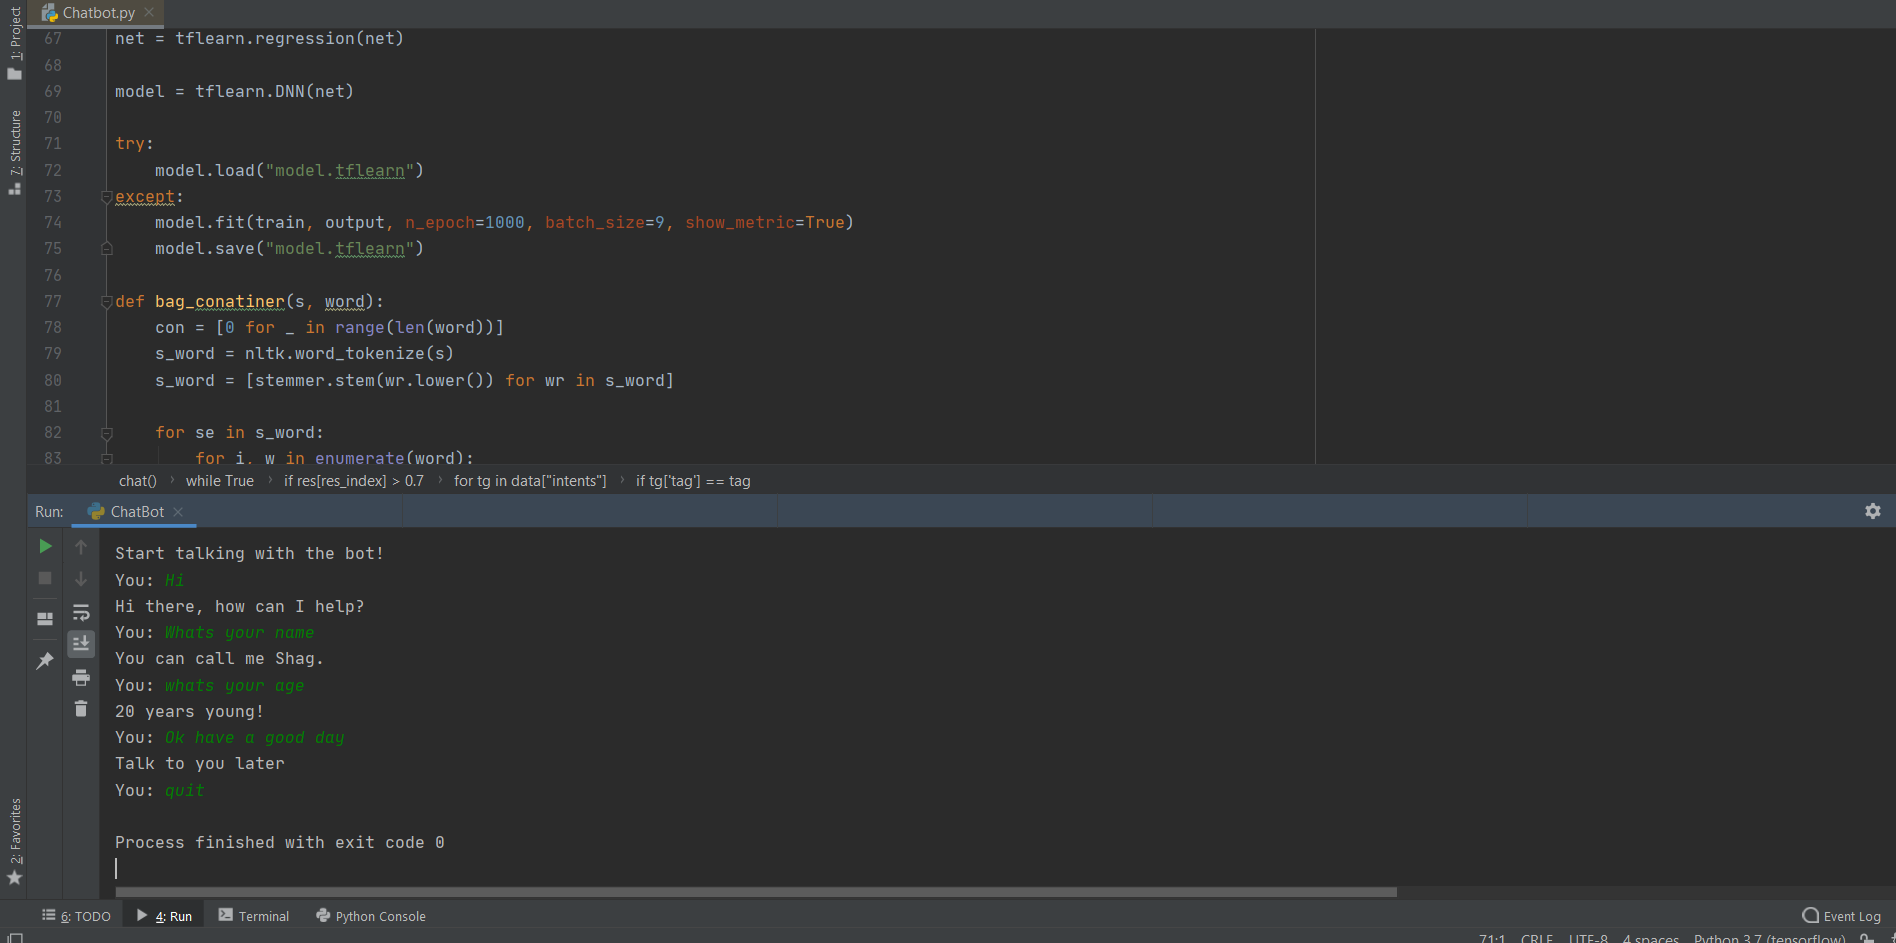 1: Project
7: Structure
2: Favorites
Chatbot.py
67 net = tflearn.regression(net)
68
69 model = tflearn.DNN(net)
70
71 try:
72     model.load("model.tflearn")
73 except:
74     model.fit(train, output, n_epoch=1000, batch_size=9, show_metric=True)
75     model.save("model.tflearn")
76
77 def bag_conatiner(s, word):
78     con = [0 for _ in range(len(word))]
79     s_word = nltk.word_tokenize(s)
80     s_word = [stemmer.stem(wr.lower()) for wr in s_word]
81
82     for se in s_word:
83         for i, w in enumerate(word):
chat() › while True › if res[res_index] > 0.7 › for tg in data["intents"] › if tg['tag'] == tag
Run: ChatBot
Start talking with the bot!
You: Hi
Hi there, how can I help?
You: Whats your name
You can call me Shag.
You: whats your age
20 years young!
You: Ok have a good day
Talk to you later
You: quit
Process finished with exit code 0
6: TODO 4: Run Terminal Python Console Event Log
71:1 CRLF UTF-8 4 spaces Python 3.7 (tensorflow)